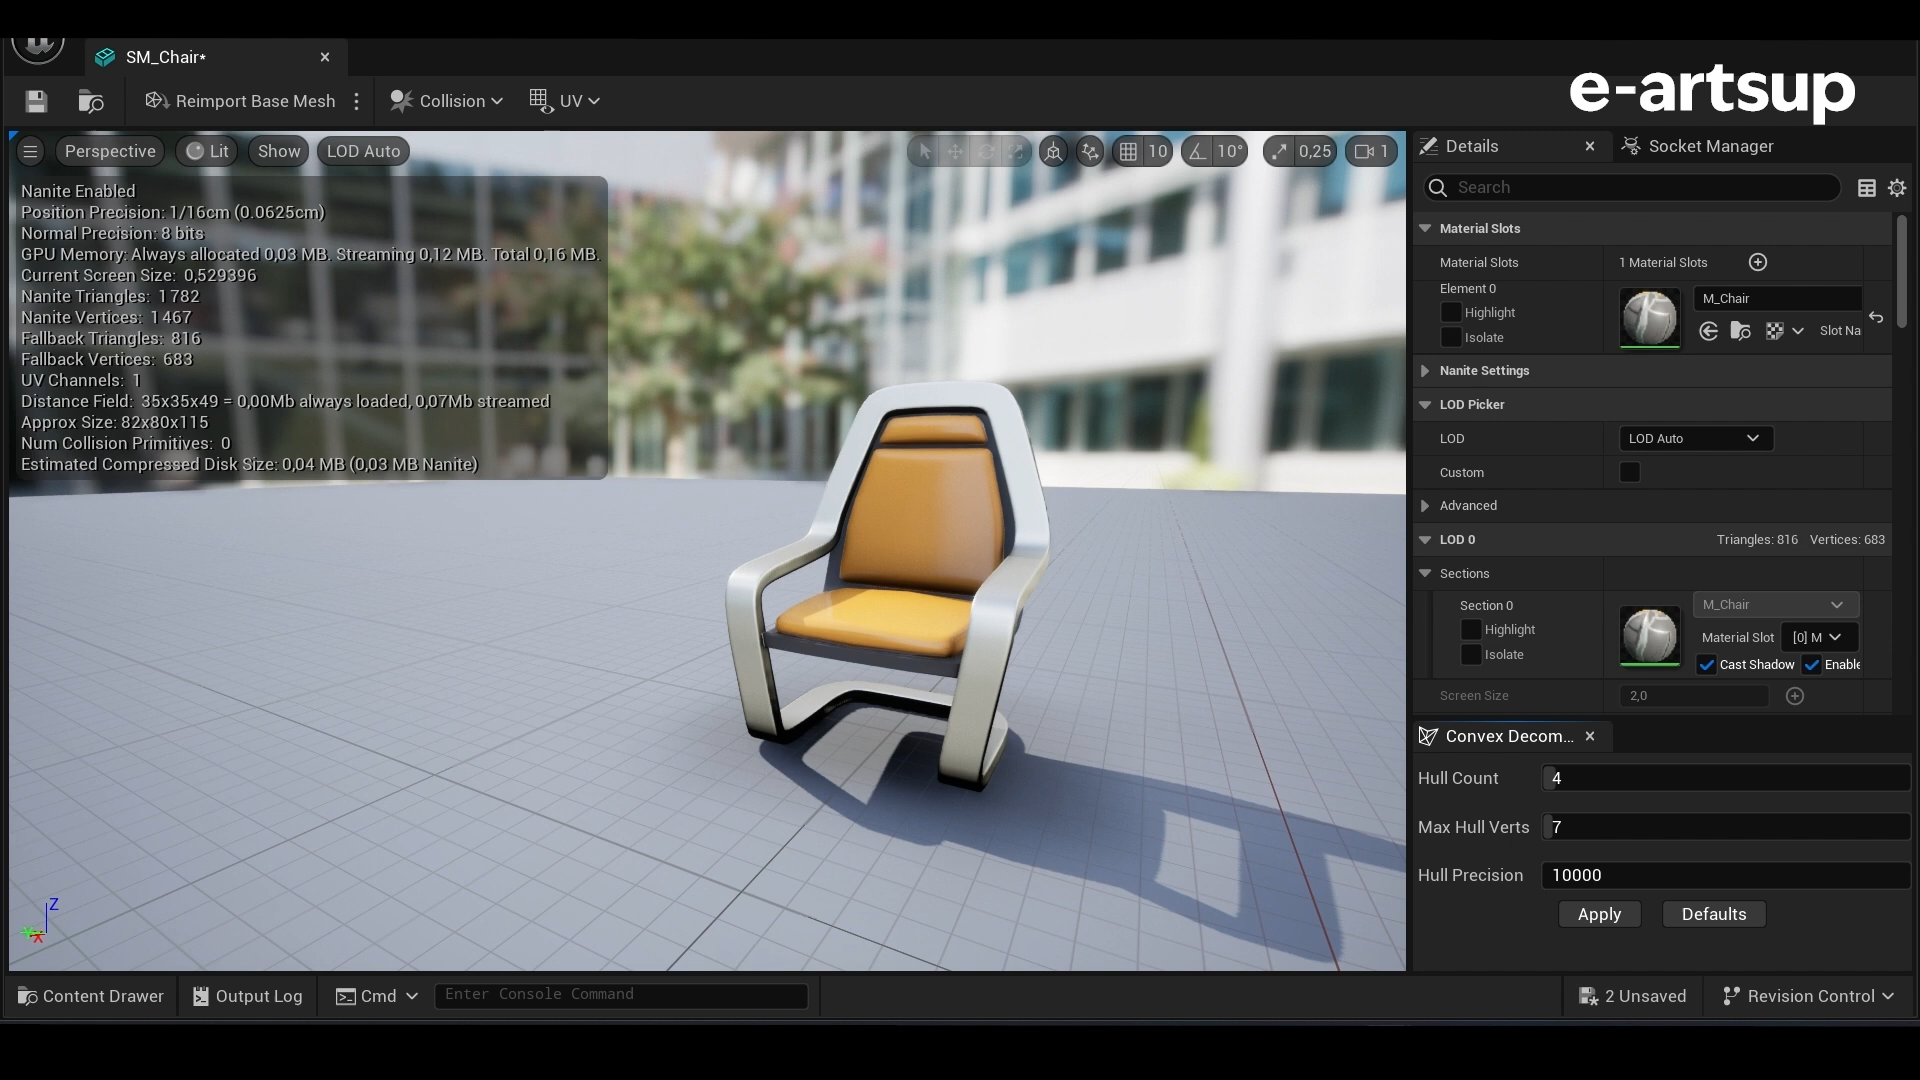 SM_Chair*
e-artsup
Reimport Base Mesh
Collision
UV
Perspective
Lit
Show
LOD Auto
10
10°
0,25
1
Nanite Enabled
Position Precision: 1/16cm (0.0625cm)
Normal Precision: 8 bits
GPU Memory: Always allocated 0,03 MB. Streaming 0,12 MB. Total 0,16 MB.
Current Screen Size: 0,529396
Nanite Triangles: 1 782
Nanite Vertices: 1 467
Fallback Triangles: 816
Fallback Vertices: 683
UV Channels: 1
Distance Field: 35x35x49 = 0,00Mb always loaded, 0,07Mb streamed
Approx Size: 82x80x115
Num Collision Primitives: 0
Estimated Compressed Disk Size: 0,04 MB (0,03 MB Nanite)
Z
X
Details
Socket Manager
Search
Material Slots
Material Slots
1 Material Slots
Element 0
Highlight
Isolate
M_Chair
Slot Na
Nanite Settings
LOD Picker
LOD
LOD Auto
Custom
Advanced
LOD 0
Triangles: 816 Vertices: 683
Sections
Section 0
Highlight
Isolate
M_Chair
Material Slot
[0] M
Cast Shadow
Enable
Screen Size
2,0
Convex Decom...
Hull Count
4
Max Hull Verts
7
Hull Precision
10000
Apply
Defaults
Content Drawer
Output Log
Cmd
Enter Console Command
2 Unsaved
Revision Control